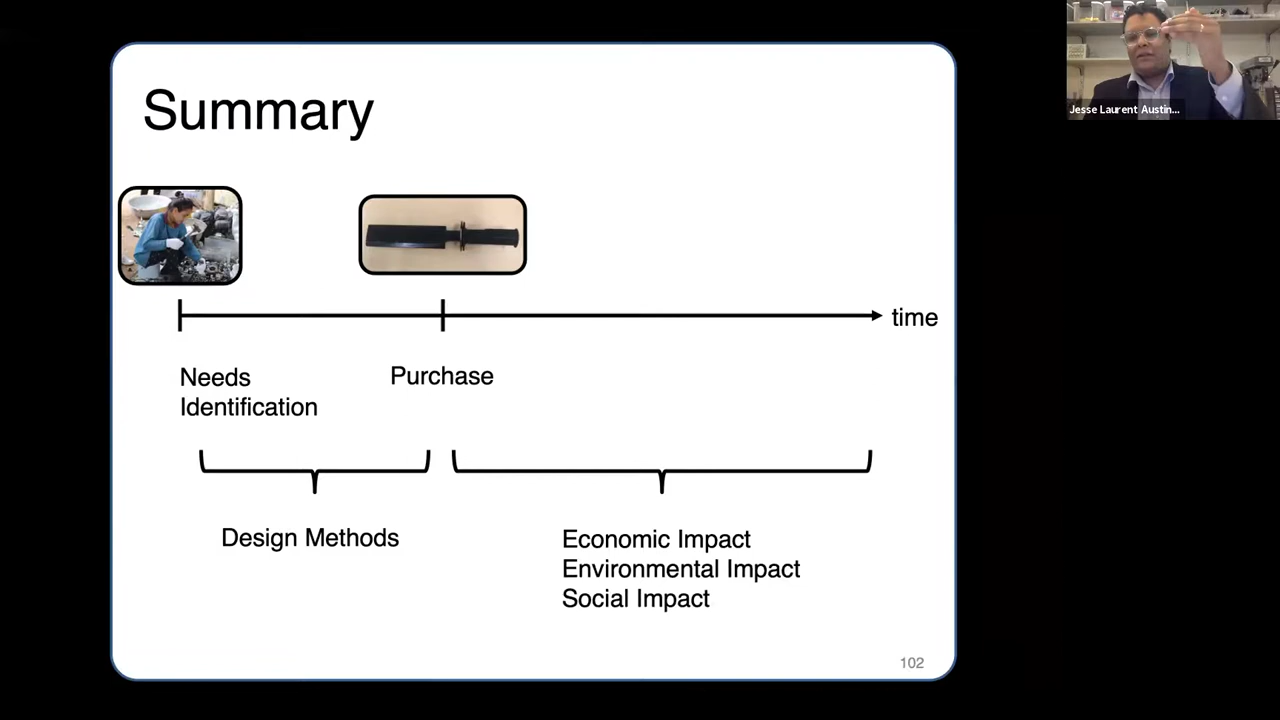 Summary
time
Needs
Identification
Purchase
Design Methods
Economic Impact
Environmental Impact
Social Impact
102
Jesse Laurent Austin...